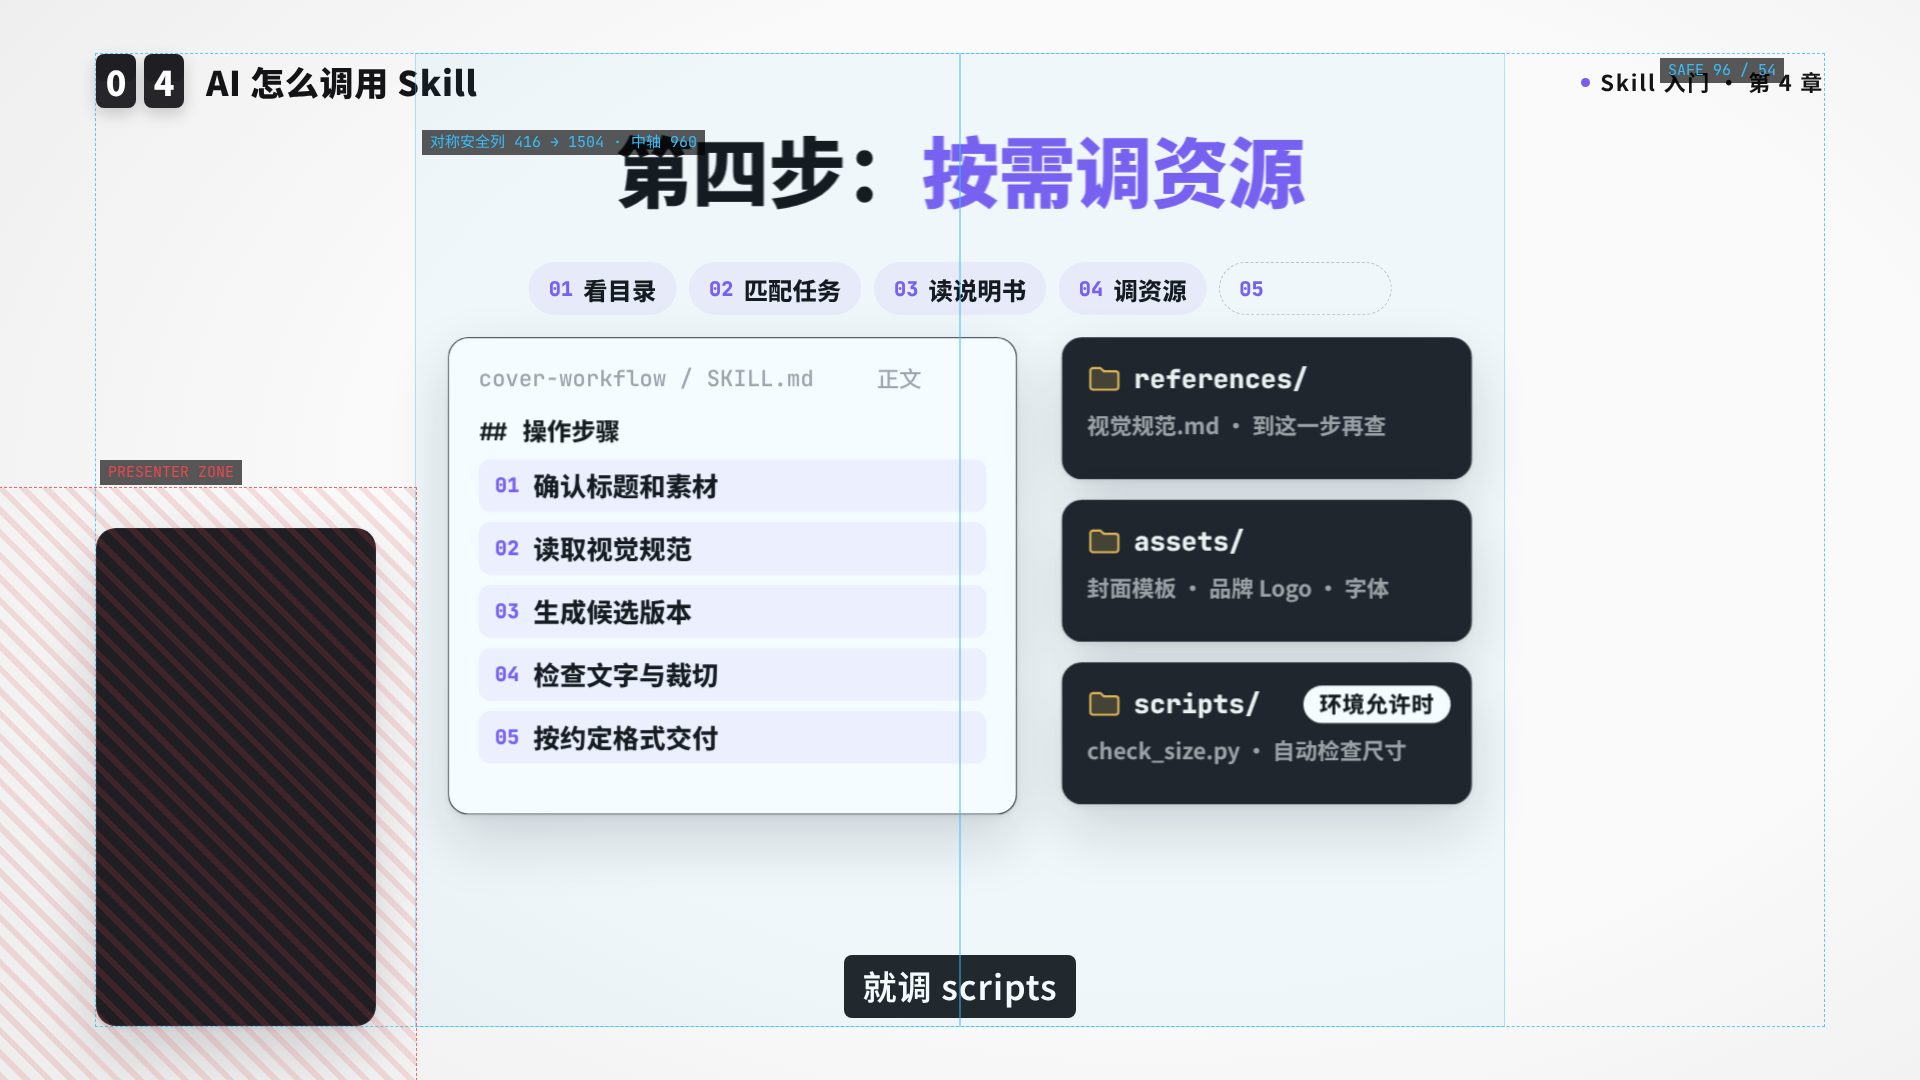 04 AI 怎么调用 Skill
SAFE 96 / 54
Skill 入门 · 第 4 章
对称安全列 416 → 1504 · 中轴 960
第四步：按需调资源
01 看目录
02 匹配任务
03 读说明书
04 调资源
05
cover-workflow / SKILL.md 正文
## 操作步骤
01 确认标题和素材
02 读取视觉规范
03 生成候选版本
04 检查文字与裁切
05 按约定格式交付
references/
视觉规范.md · 到这一步再查
assets/
封面模板 · 品牌 Logo · 字体
scripts/ 环境允许时
check_size.py · 自动检查尺寸
PRESENTER ZONE
就调 scripts